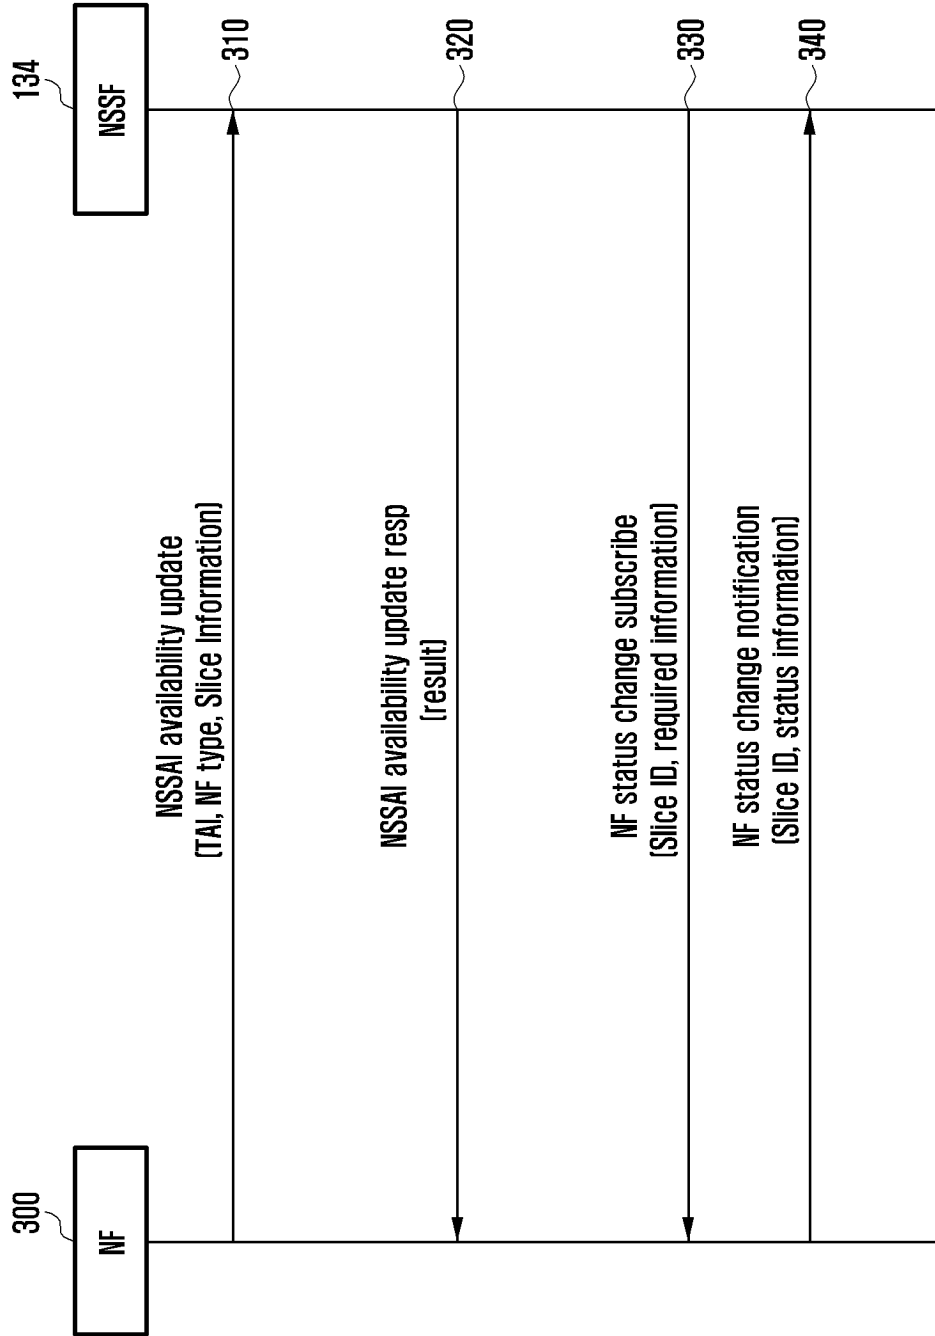 300
NF
134
NSSF
NSSAI availability update
(TAI, NF type, Slice Information)
310
NSSAI availability update resp
(result)
320
NF status change subscribe
(Slice ID, required information)
330
NF status change notification
(Slice ID, status information)
340